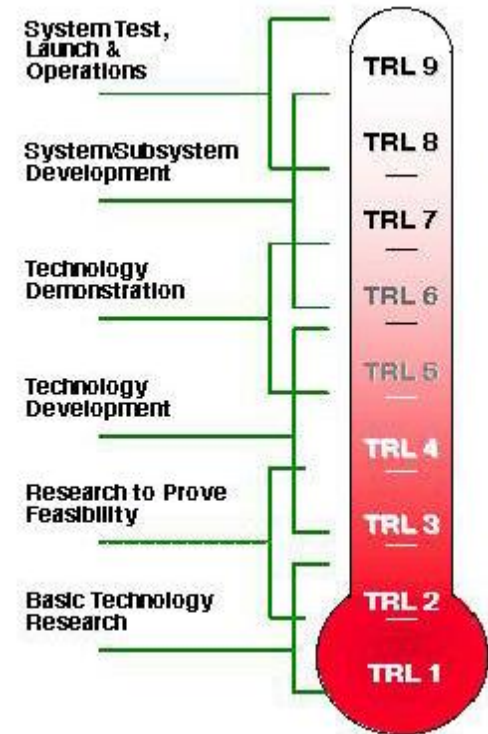 System Test,
Launch &
Operations
System/Subsystem
Development
Technology
Demonstration
Technology
Development
Research to Prove
Feasibility
Basic Technology
Research
TRL 9
TRL 8
TRL 7
TRL 6
TRL 5
TRL 4
TRL 3
TRL 2
TRL 1